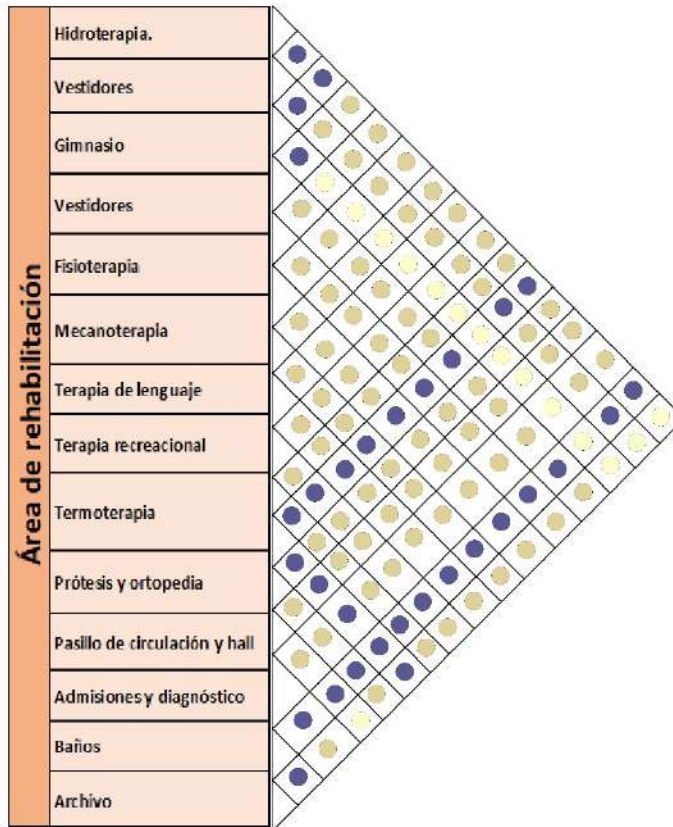 Área de rehabilitación
Hidroterapia.
Vestidores
Gimnasio
Vestidores
Fisioterapia
Mecanoterapia
Terapia de lenguaje
Terapia recreacional
Termoterapia
Prótesis y ortopedia
Pasillo de circulación y hall
Admisiones y diagnóstico
Baños
Archivo